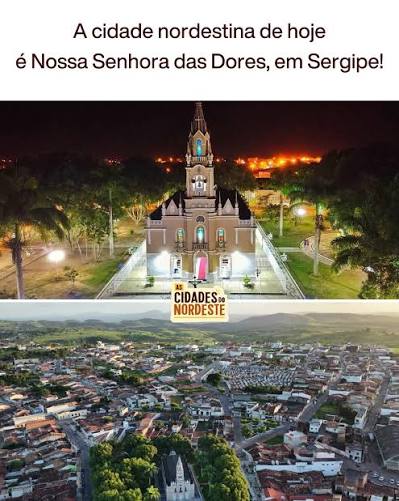 A cidade nordestina de hoje
é Nossa Senhora das Dores, em Sergipe!
AS
CIDADES DO
NORDESTE